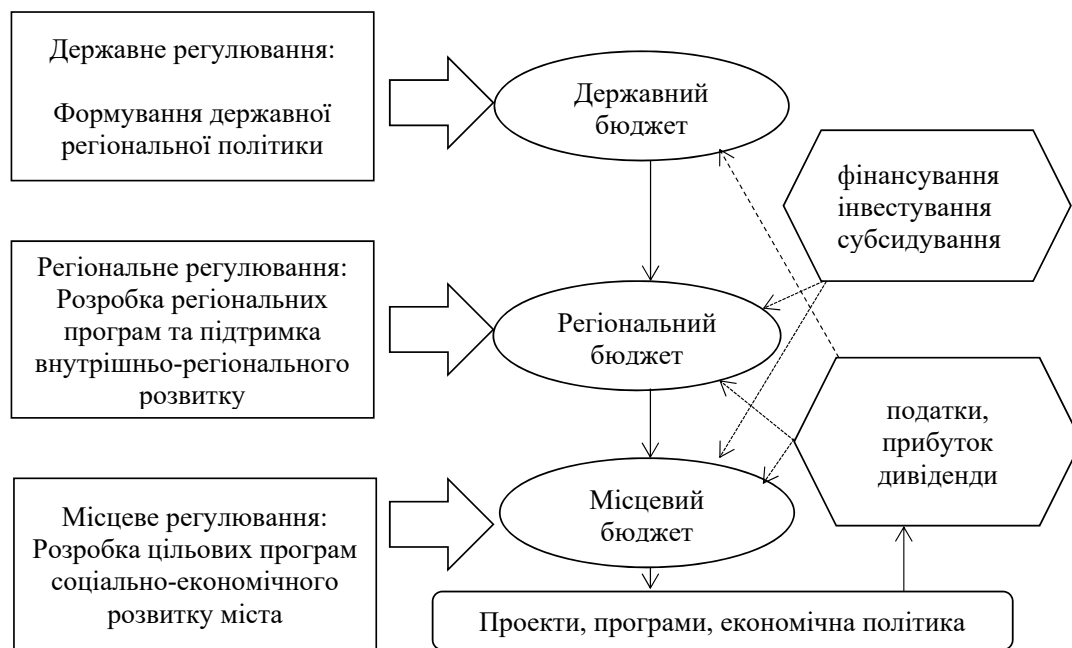 Державне регулювання:
Формування державної
регіональної політики
Державний
бюджет
фінансування
інвестування
субсидування
Регіональне регулювання:
Розробка регіональних
програм та підтримка
внутрішньо-регіонального
розвитку
Регіональний
бюджет
податки,
прибуток
дивіденди
Місцеве регулювання:
Розробка цільових програм
соціально-економічного
розвитку міста
Місцевий
бюджет
Проекти, програми, економічна політика